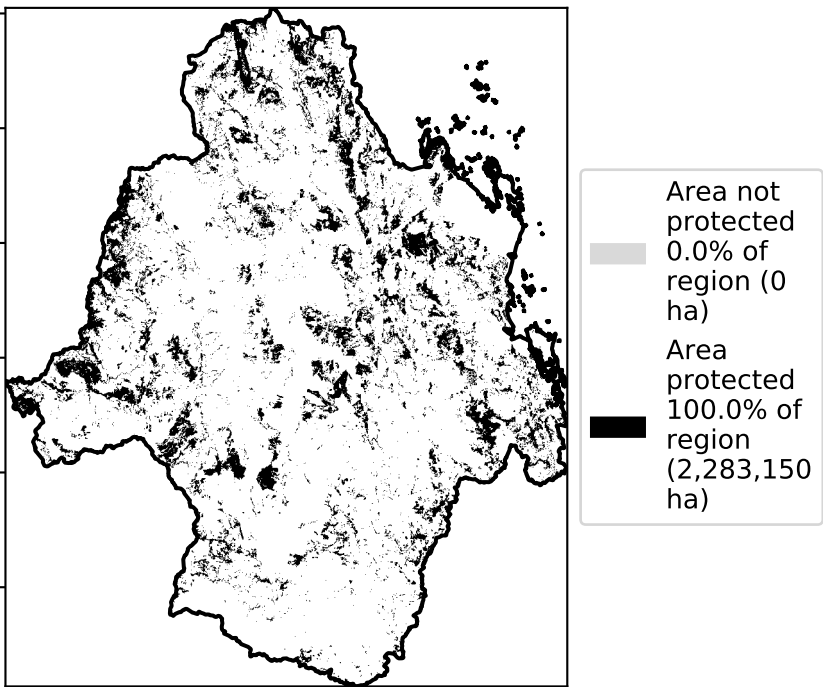 Area not
protected
0.0% of
region (0
ha)
Area
protected
100.0% of
region
(2,283,150
ha)